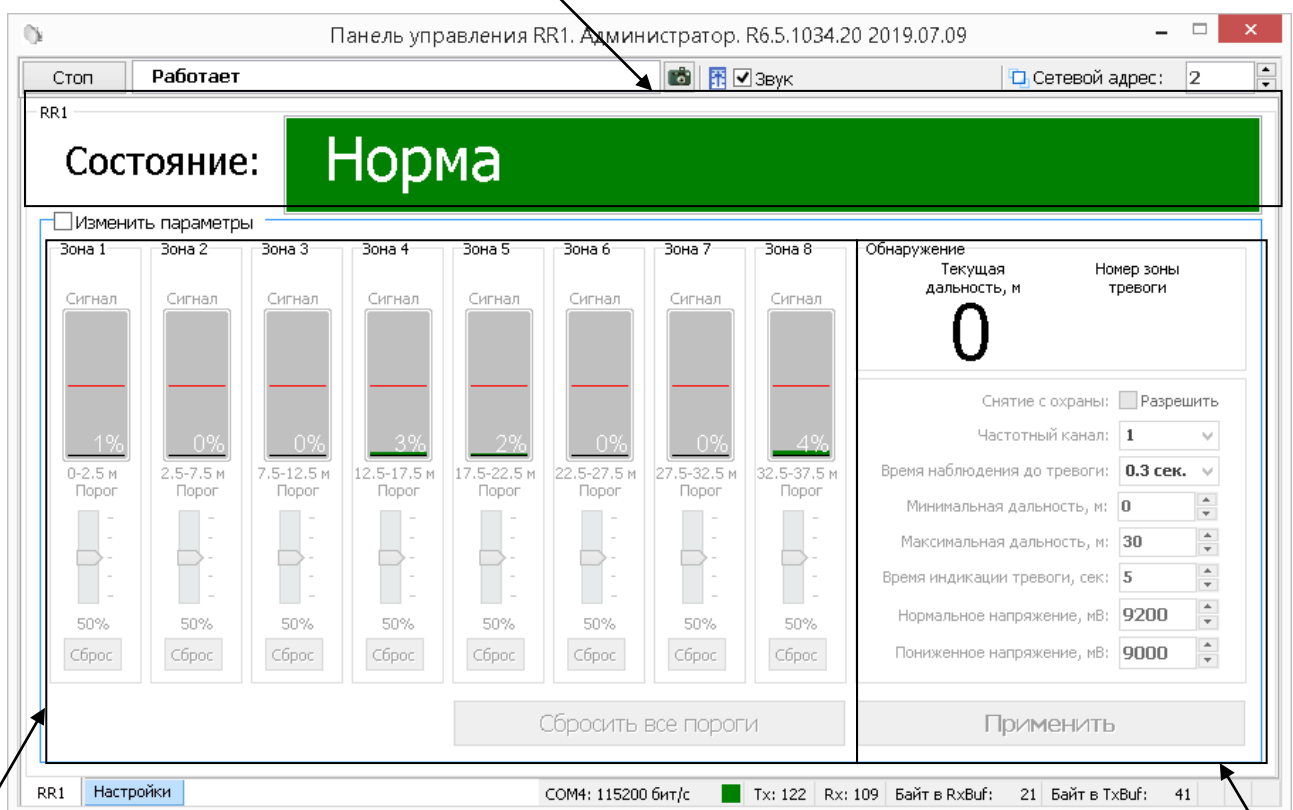 Панель управления RR1. Администратор. R6.5.1034.20 2019.07.09
Стоп Работает Звук Сетевой адрес: 2
RR1
Состояние: Норма
Изменить параметры
Зона 1 Зона 2 Зона 3 Зона 4 Зона 5 Зона 6 Зона 7 Зона 8
Сигнал Сигнал Сигнал Сигнал Сигнал Сигнал Сигнал Сигнал
1% 0% 0% 3% 2% 0% 0% 4%
0-2.5 м 2.5-7.5 м 7.5-12.5 м 12.5-17.5 м 17.5-22.5 м 22.5-27.5 м 27.5-32.5 м 32.5-37.5 м
Порог Порог Порог Порог Порог Порог Порог Порог
50% 50% 50% 50% 50% 50% 50% 50%
Сброс Сброс Сброс Сброс Сброс Сброс Сброс Сброс
Сбросить все пороги
Обнаружение
Текущая Номер зоны
дальность, м тревоги
0
Снятие с охраны: Разрешить
Частотный канал: 1
Время наблюдения до тревоги: 0.3 сек.
Минимальная дальность, м: 0
Максимальная дальность, м: 30
Время индикации тревоги, сек: 5
Нормальное напряжение, мВ: 9200
Пониженное напряжение, мВ: 9000
Применить
RR1 Настройки COM4: 115200 бит/с Tx: 122 Rx: 109 Байт в RxBuf: 21 Байт в TxBuf: 41